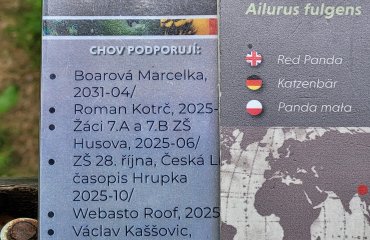 CHOV PODPORUJÍ:
Boarová Marcelka,
2031-04/
Roman Kotrč, 2025-
Žáci 7.A a 7.B ZŠ
Husova, 2025-06/
ZŠ 28. října, Česká L
časopis Hrupka
2025-10/
Webasto Roof, 2025
Václav Kaššovic,
Ailurus fulgens
Red Panda
Katzenbär
Panda mała